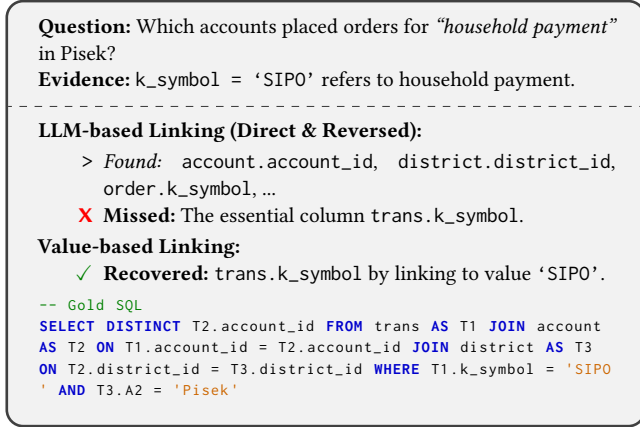 Question: Which accounts placed orders for “household payment”
in Pisek?
Evidence: k_symbol = ‘SIPO’ refers to household payment.
LLM-based Linking (Direct & Reversed):
> Found: account.account_id, district.district_id,
order.k_symbol, ...
X Missed: The essential column trans.k_symbol.
Value-based Linking:
✓ Recovered: trans.k_symbol by linking to value ‘SIPO’.
-- Gold SQL
SELECT DISTINCT T2.account_id FROM trans AS T1 JOIN account
AS T2 ON T1.account_id = T2.account_id JOIN district AS T3
ON T2.district_id = T3.district_id WHERE T1.k_symbol = 'SIPO
' AND T3.A2 = 'Pisek'